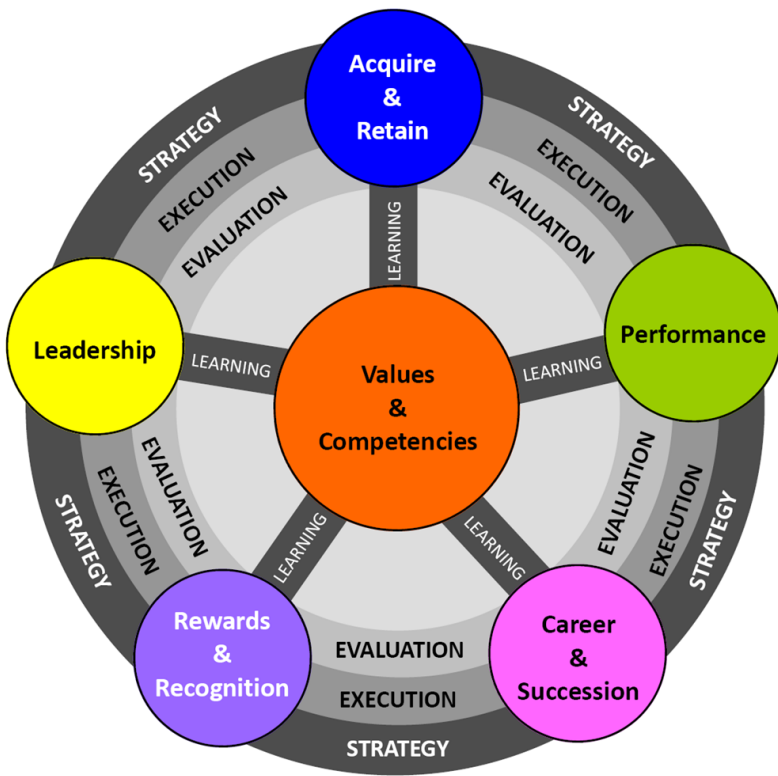 Acquire
&
Retain
STRATEGY
STRATEGY
EXECUTION
EXECUTION
EVALUATION
EVALUATION
LEARNING
Leadership
LEARNING
Values
&
Competencies
LEARNING
Performance
EVALUATION
EXECUTION
STRATEGY
EVALUATION
EXECUTION
STRATEGY
LEARNING
LEARNING
Rewards
&
Recognition
EVALUATION
EXECUTION
STRATEGY
Career
&
Succession